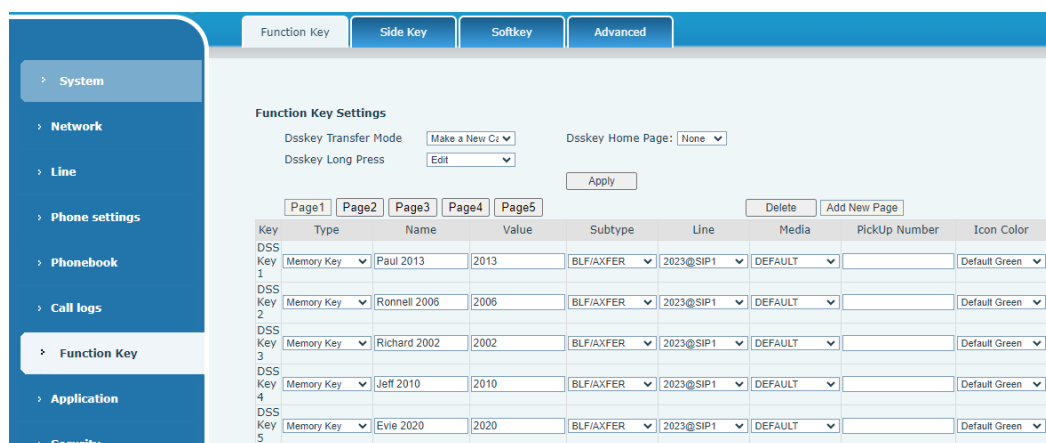 Function Key Side Key Softkey Advanced
System
Network
Line
Phone settings
Phonebook
Call logs
Function Key
Application
Security
Function Key Settings
Dsskey Transfer Mode Make a New Ca Dsskey Home Page: None
Dsskey Long Press Edit
Apply
Page1 Page2 Page3 Page4 Page5 Delete Add New Page
Key Type Name Value Subtype Line Media PickUp Number Icon Color
DSS Key 1 Memory Key Paul 2013 2013 BLF/AXFER 2023@SIP1 DEFAULT Default Green
DSS Key 2 Memory Key Ronnell 2006 2006 BLF/AXFER 2023@SIP1 DEFAULT Default Green
DSS Key 3 Memory Key Richard 2002 2002 BLF/AXFER 2023@SIP1 DEFAULT Default Green
DSS Key 4 Memory Key Jeff 2010 2010 BLF/AXFER 2023@SIP1 DEFAULT Default Green
DSS Key 5 Memory Key Evie 2020 2020 BLF/AXFER 2023@SIP1 DEFAULT Default Green